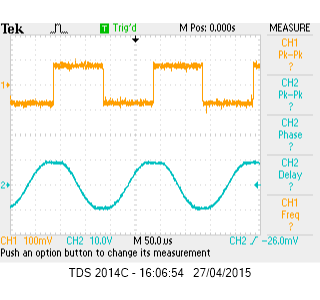 Tek Trig'd M Pos: 0.000s MEASURE
CH1
Pk-Pk
?
CH2
Pk-Pk
?
CH2
Phase
?
CH2
Delay
?
CH1
Freq
?
1
2
CH1 100mV CH2 10.0V M 50.0us CH2 -26.0mV
Push an option button to change its measurement
TDS 2014C - 16:06:54 27/04/2015